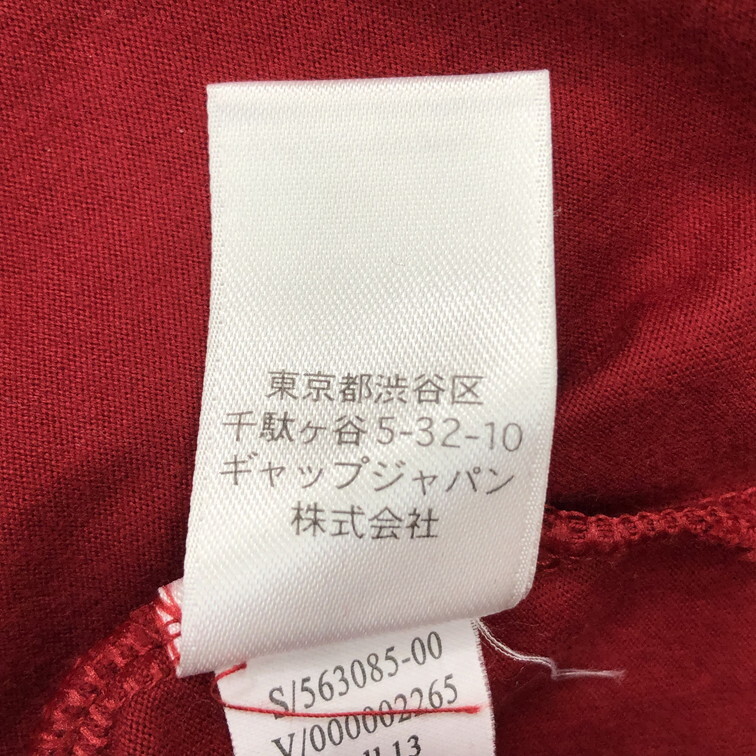 東京都渋谷区
千駄ヶ谷5-32-10
ギャップジャパン
株式会社
S/563085-00
V/000002265
13